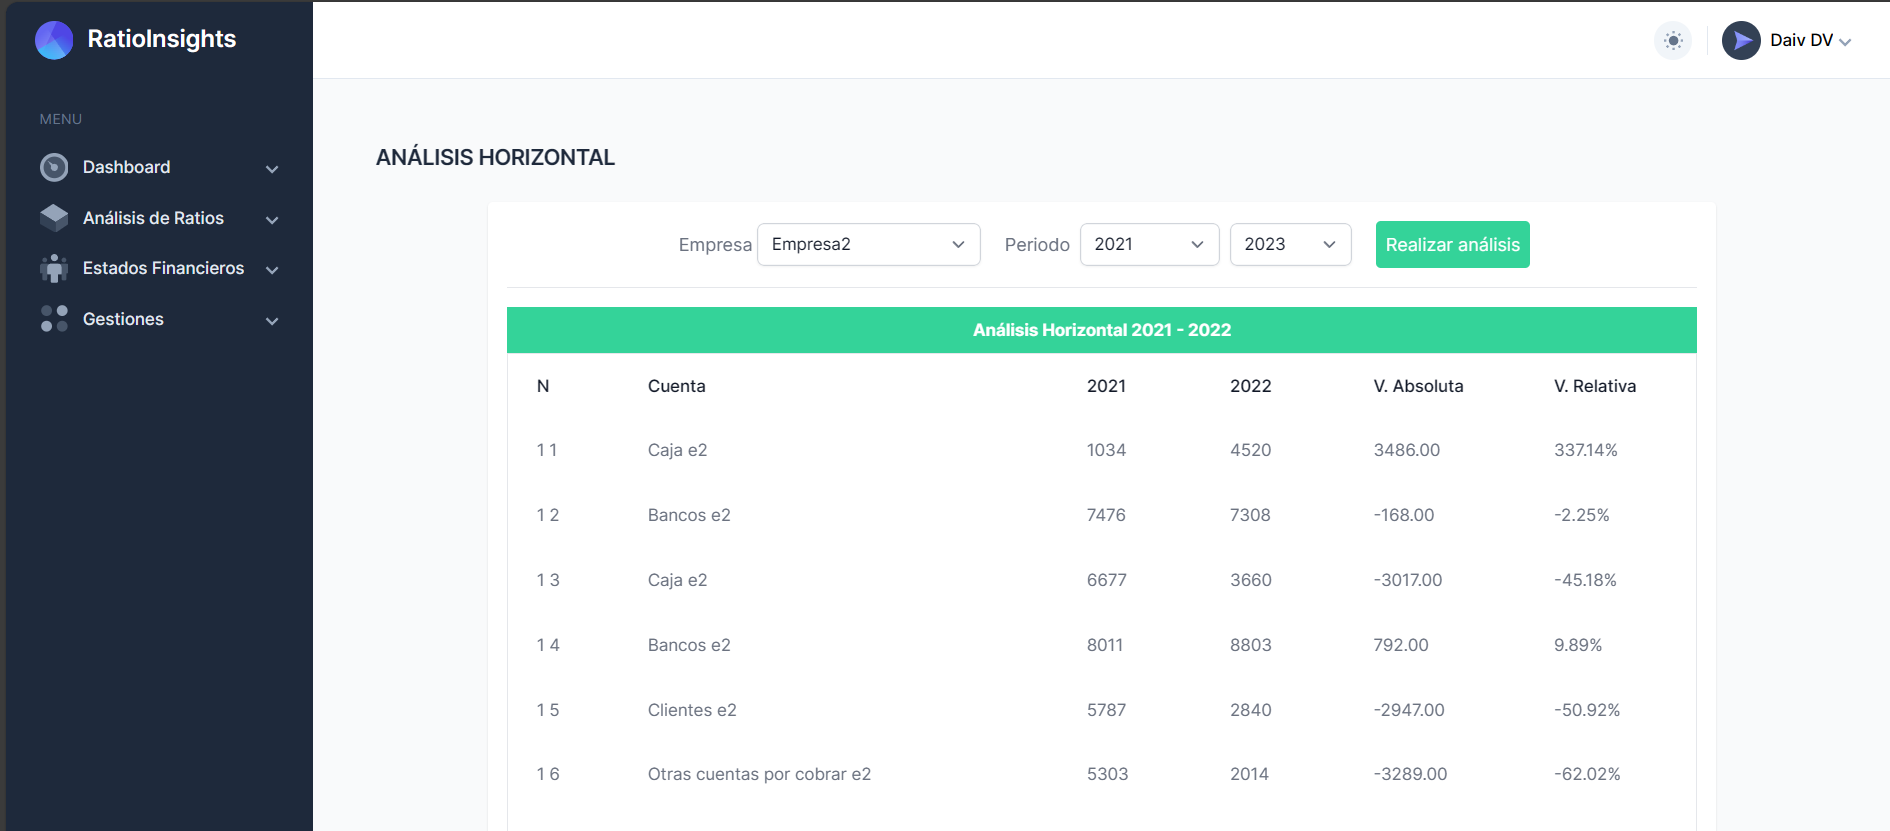 RatioInsights
Daiv DV
MENU
Dashboard
Análisis de Ratios
Estados Financieros
Gestiones
ANÁLISIS HORIZONTAL
Empresa Empresa2 Periodo 2021 2023 Realizar análisis
Análisis Horizontal 2021 - 2022
N Cuenta 2021 2022 V. Absoluta V. Relativa
1 1 Caja e2 1034 4520 3486.00 337.14%
1 2 Bancos e2 7476 7308 -168.00 -2.25%
1 3 Caja e2 6677 3660 -3017.00 -45.18%
1 4 Bancos e2 8011 8803 792.00 9.89%
1 5 Clientes e2 5787 2840 -2947.00 -50.92%
1 6 Otras cuentas por cobrar e2 5303 2014 -3289.00 -62.02%